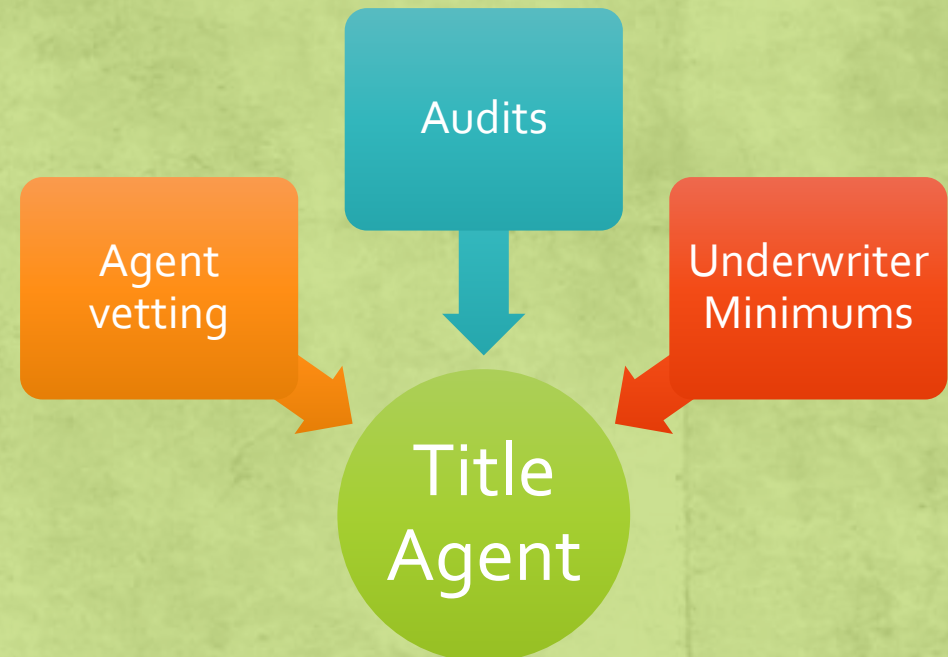 Audits
Agent
vetting
Underwriter
Minimums
Title
Agent